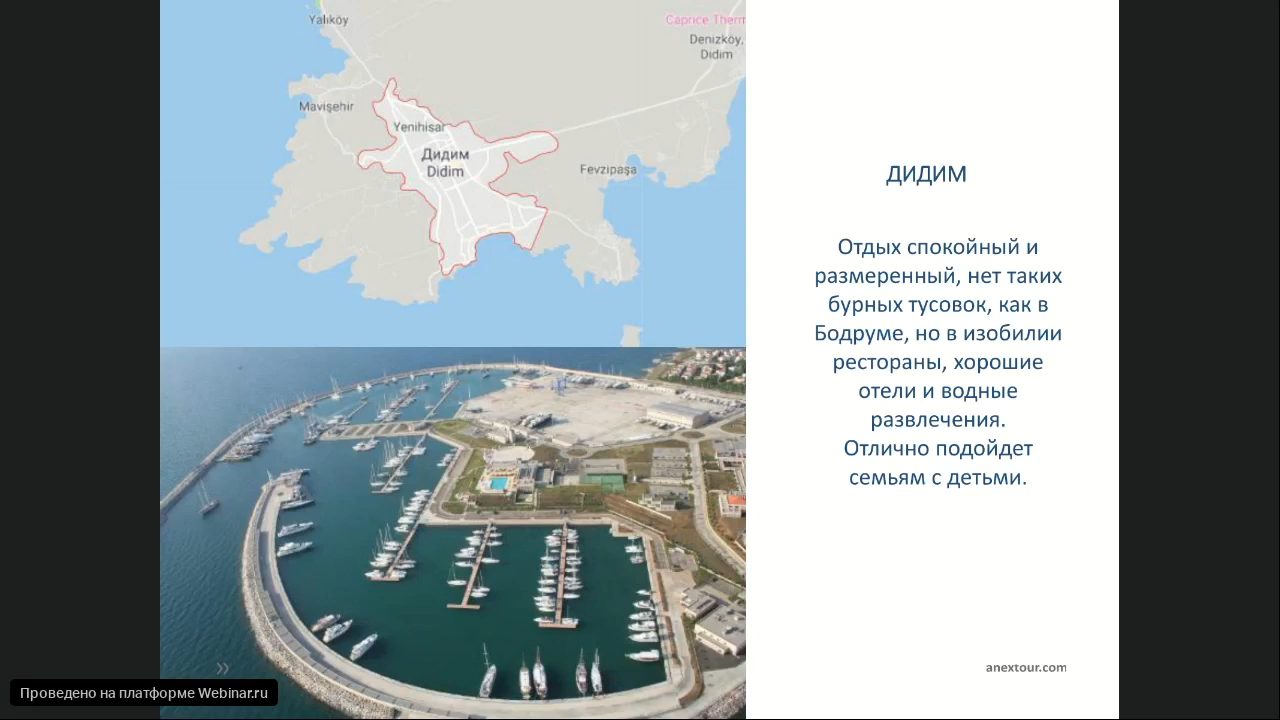 Yalıköy
Caprice Therm
Denizköy,
Didim
Mavişehir
Yenihisar
Дидим
Didim
Fevzipaşa
ДИДИМ
Отдых спокойный и
размеренный, нет таких
бурных тусовок, как в
Бодруме, но в изобилии
рестораны, хорошие
отели и водные
развлечения.
Отлично подойдет
семьям с детьми.
anextour.com
Проведено на платформе Webinar.ru